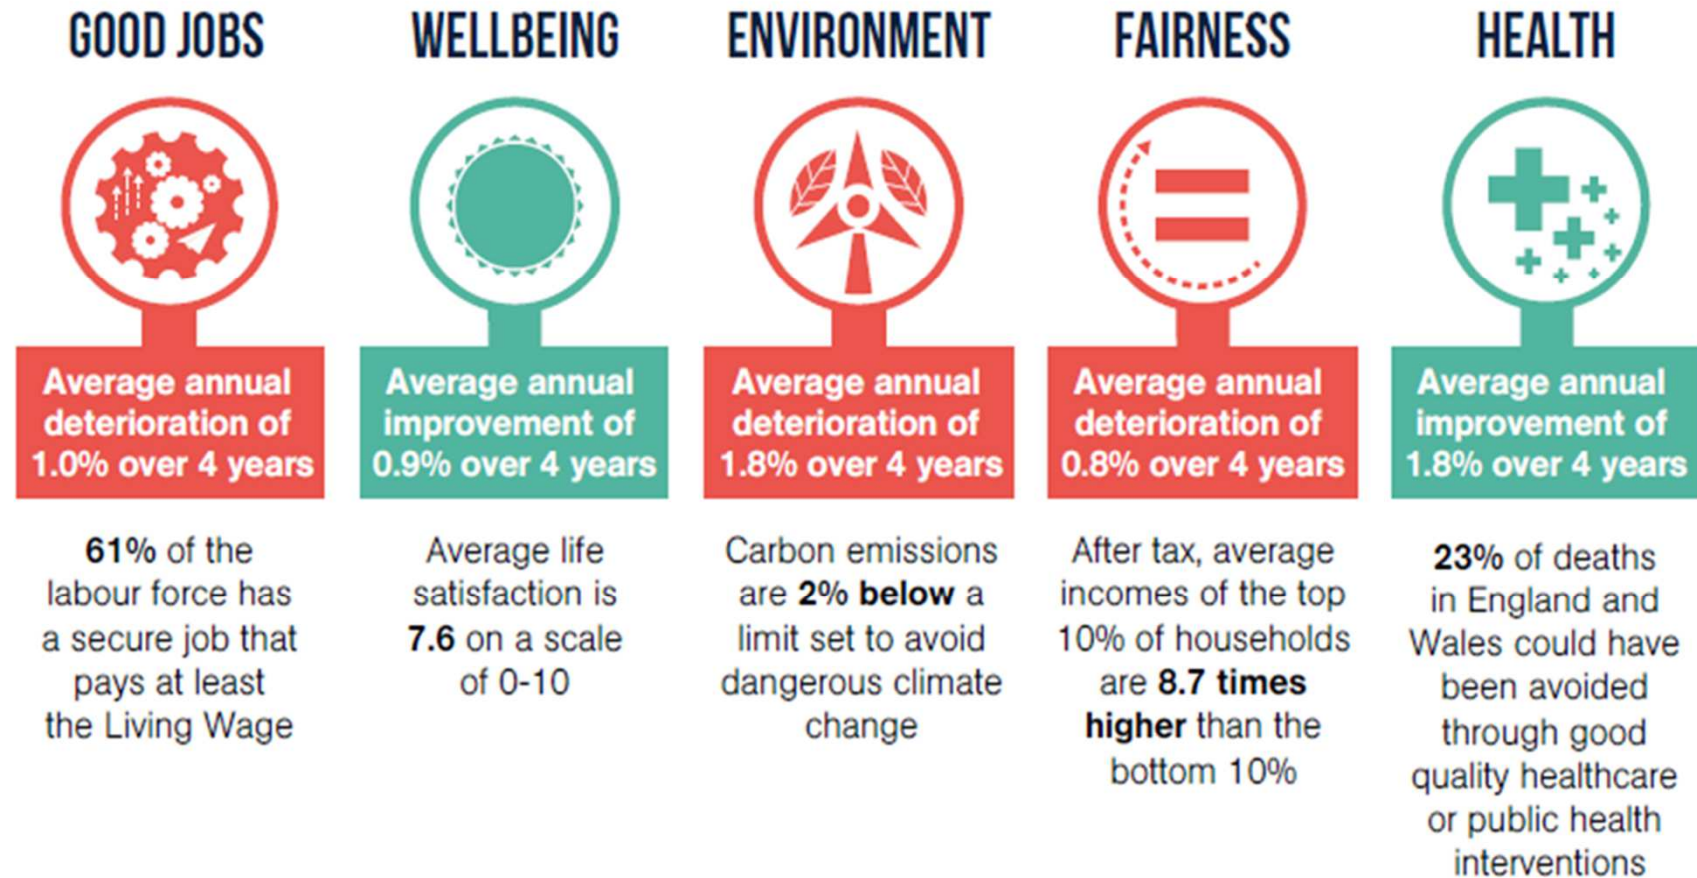 GOOD JOBS
Average annual
deterioration of
1.0% over 4 years
61% of the
labour force has
a secure job that
pays at least
the Living Wage
WELLBEING
Average annual
improvement of
0.9% over 4 years
Average life
satisfaction is
7.6 on a scale
of 0-10
ENVIRONMENT
Average annual
deterioration of
1.8% over 4 years
Carbon emissions
are 2% below a
limit set to avoid
dangerous climate
change
FAIRNESS
Average annual
deterioration of
0.8% over 4 years
After tax, average
incomes of the top
10% of households
are 8.7 times
higher than the
bottom 10%
HEALTH
Average annual
improvement of
1.8% over 4 years
23% of deaths
in England and
Wales could have
been avoided
through good
quality healthcare
or public health
interventions